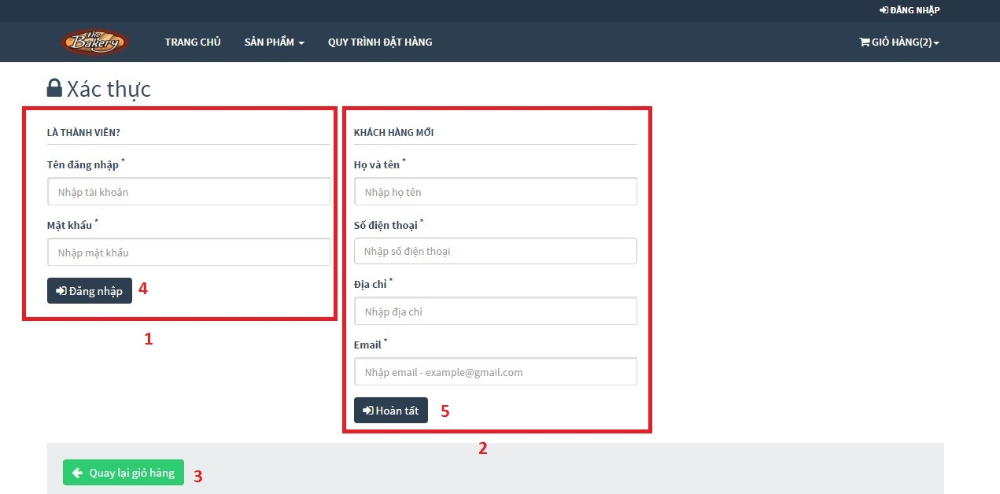 ĐĂNG NHẬP
the Bakery
TRANG CHỦ SẢN PHẨM QUY TRÌNH ĐẶT HÀNG GIỎ HÀNG(2)
Xác thực
LÀ THÀNH VIÊN?
Tên đăng nhập *
Nhập tài khoản
Mật khẩu *
Nhập mật khẩu
Đăng nhập 4
1
KHÁCH HÀNG MỚI
Họ và tên *
Nhập họ tên
Số điện thoại *
Nhập số điện thoại
Địa chỉ *
Nhập địa chỉ
Email *
Nhập email - example@gmail.com
Hoàn tất 5
2
Quay lại giỏ hàng 3